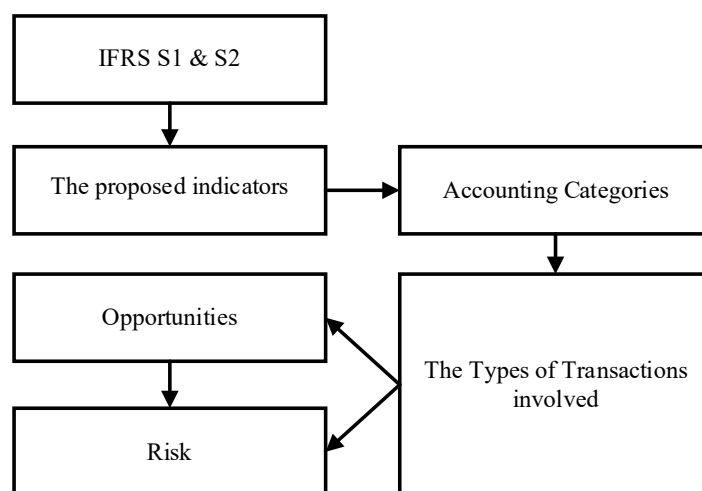 IFRS S1 & S2
The proposed indicators
Accounting Categories
Opportunities
The Types of Transactions
involved
Risk